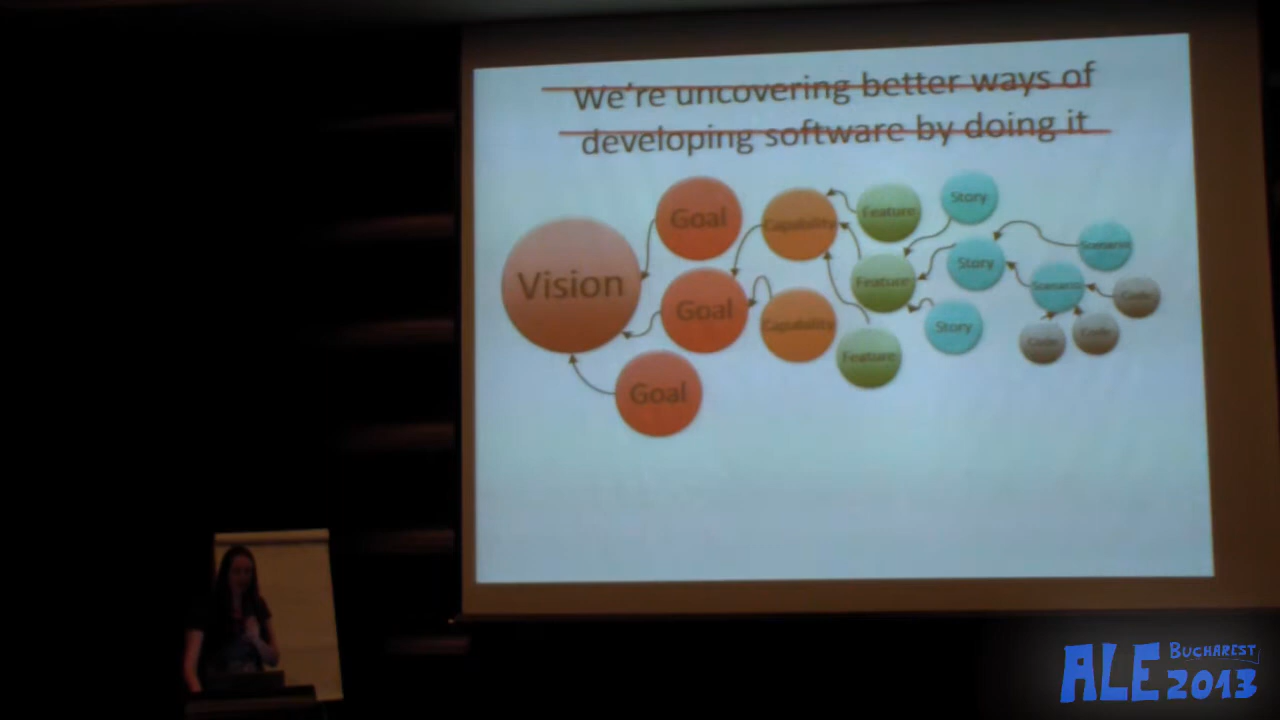 We're uncovering better ways of
developing software by doing it
Vision
Goal
Goal
Goal
Capability
Capability
Feature
Feature
Feature
Story
Story
Story
Scenario
Scenario
Code
Code
Code
ALE BUCHAREST
2013